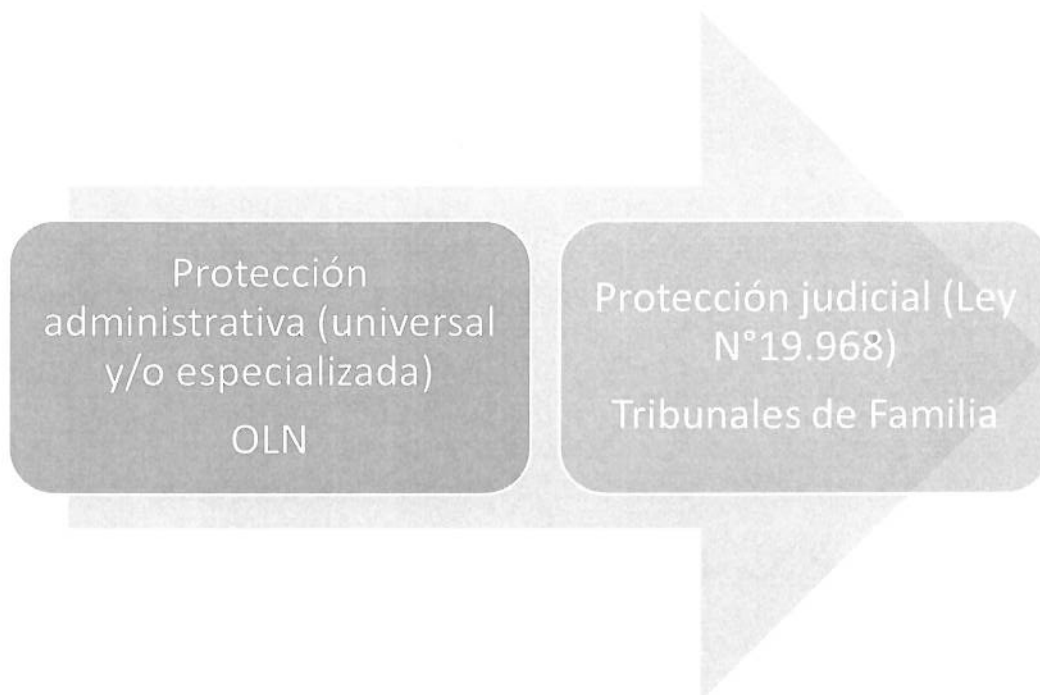 Protección
administrativa (universal
y/o especializada)
OLN
Protección judicial (Ley
N°19.968)
Tribunales de Familia